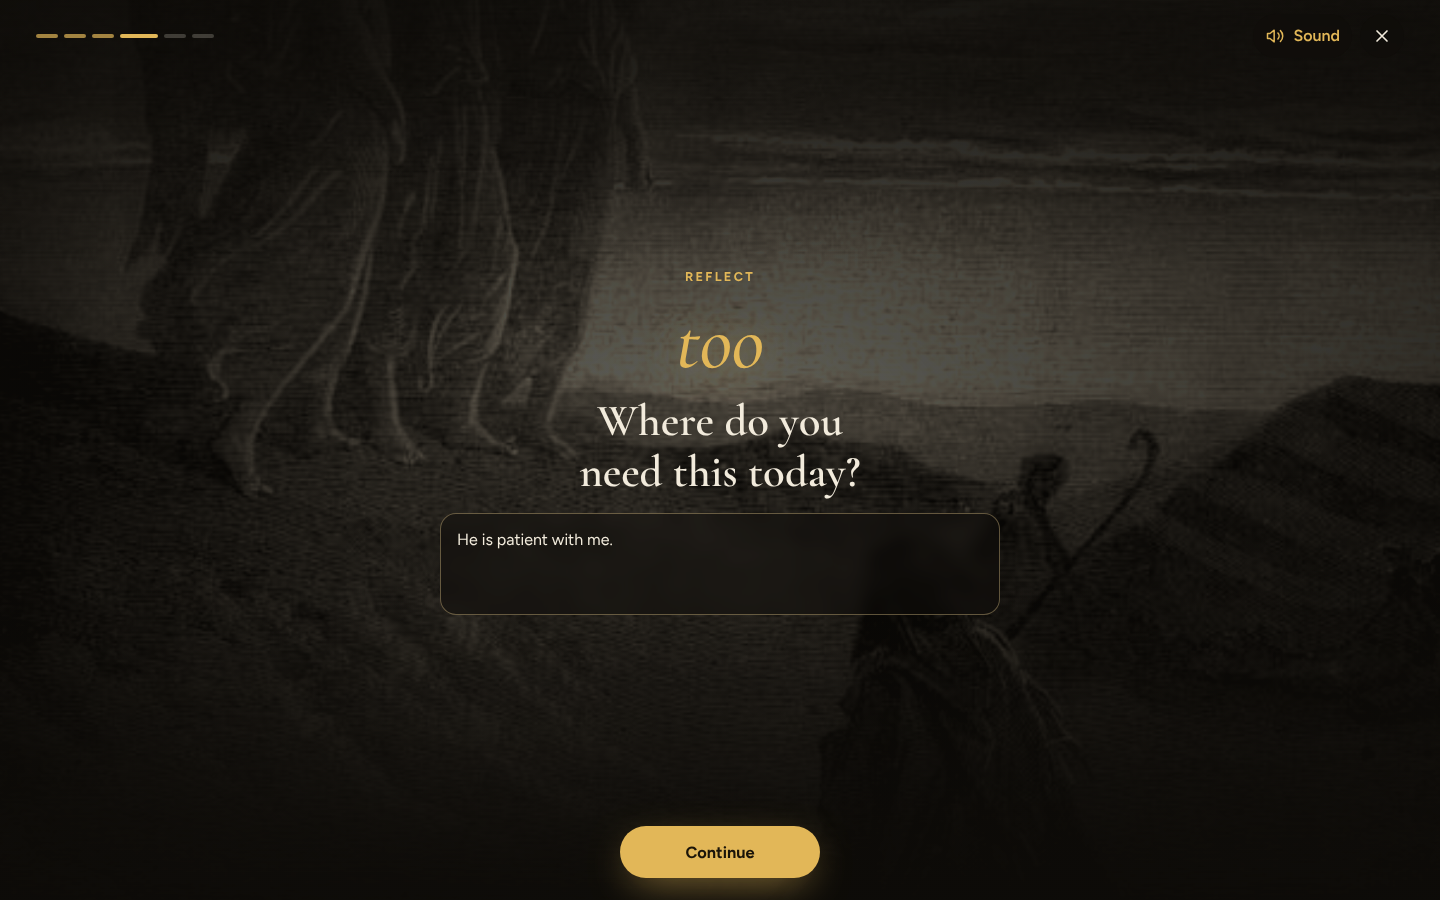 Sound
REFLECT
too
Where do you
need this today?
He is patient with me.
Continue